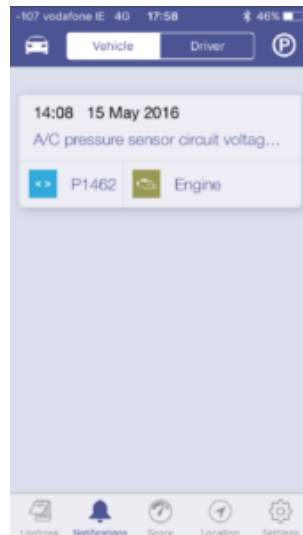 -107 vodafone IE 4G 17:58 46%
Vehicle Driver P
14:08 15 May 2016
A/C pressure sensor circuit voltag...
<> P1462 Engine
Logbook Notifications Score Location Settings